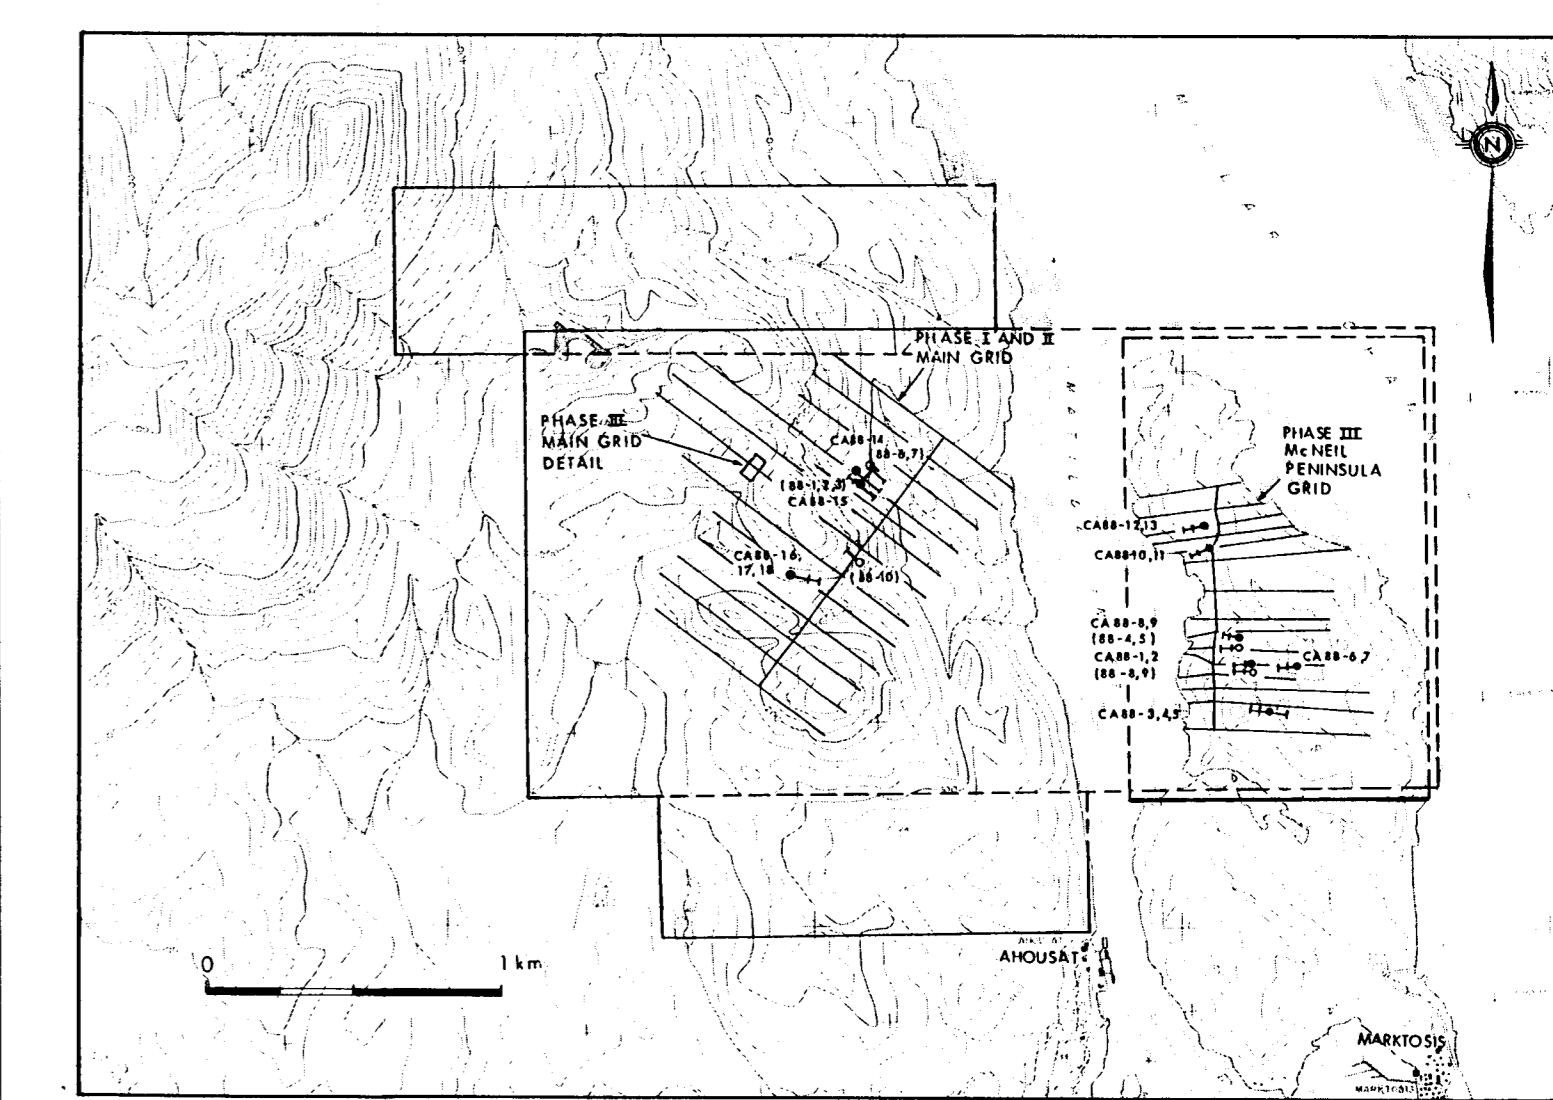 N
PHASE I AND II
MAIN GRID
PHASE III
MAIN GRID
DETAIL
CA88-14
(88-6,7)
(88-1,2,3)
CA88-15
CA88-16,
17,18
(88-10)
PHASE III
McNEIL
PENINSULA
GRID
CA88-12,13
CA88-10,11
CA88-8,9
(88-4,5)
CA88-1,2
(88-8,9)
CA88-6,7
CA88-3,4,5
0
1 km
AHOUSAT
MARKTOSIS
MARKTOSIS